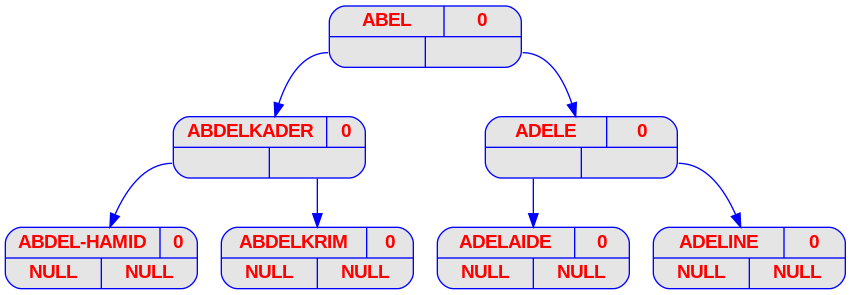 ABEL 0
ABDELKADER 0
ADELE 0
ABDEL-HAMID 0
NULL NULL
ABDELKRIM 0
NULL NULL
ADELAIDE 0
NULL NULL
ADELINE 0
NULL NULL